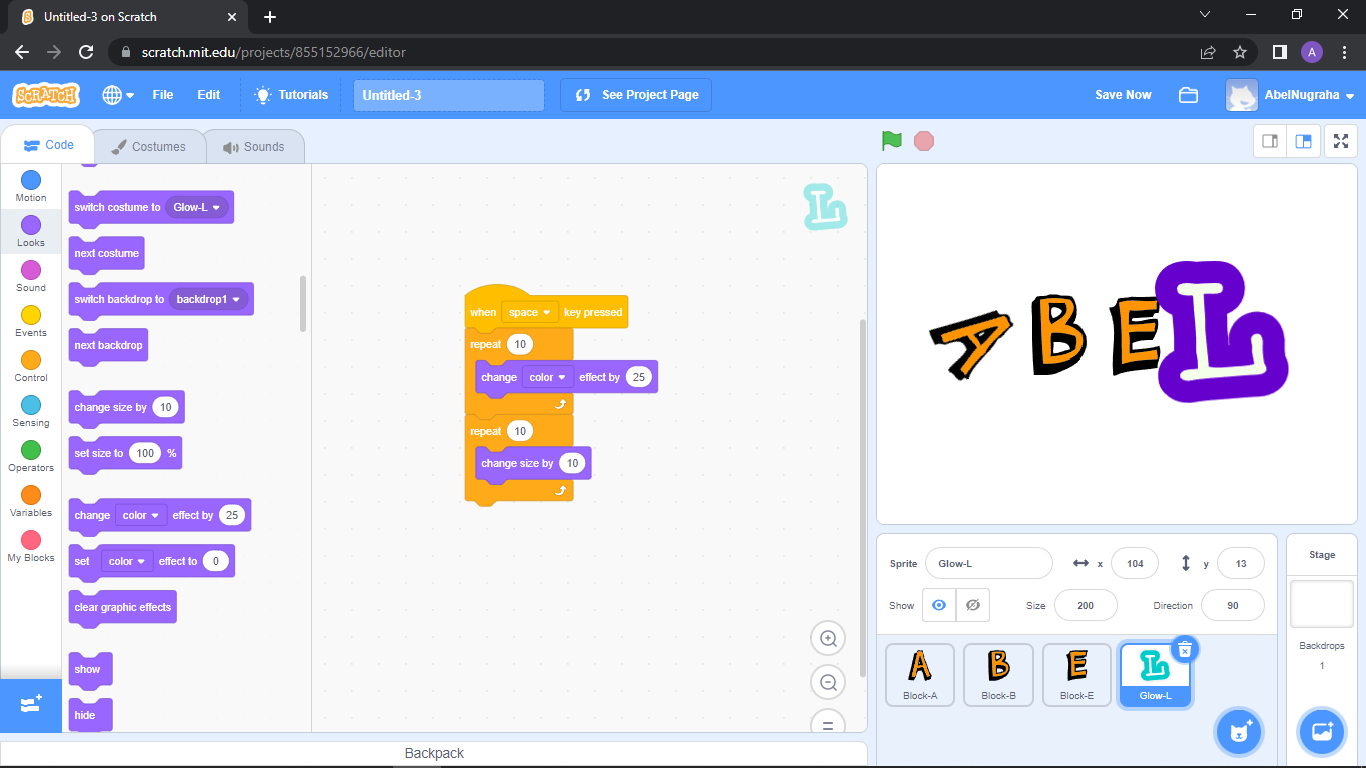 Untitled-3 on Scratch
scratch.mit.edu/projects/855152966/editor
A
SCRATCH
File
Edit
Tutorials
Untitled-3
See Project Page
Save Now
AbelNugraha
Code
Costumes
Sounds
Motion
Looks
Sound
Events
Control
Sensing
Operators
Variables
My Blocks
switch costume to Glow-L
next costume
switch backdrop to backdrop1
next backdrop
change size by 10
set size to 100 %
change color effect by 25
set color effect to 0
clear graphic effects
show
hide
L
when space key pressed
repeat 10
change color effect by 25
repeat 10
change size by 10
Backpack
A B E L
Sprite Glow-L x 104 y 13
Show Size 200 Direction 90
A B E L
Block-A Block-B Block-E Glow-L
Stage
Backdrops
1